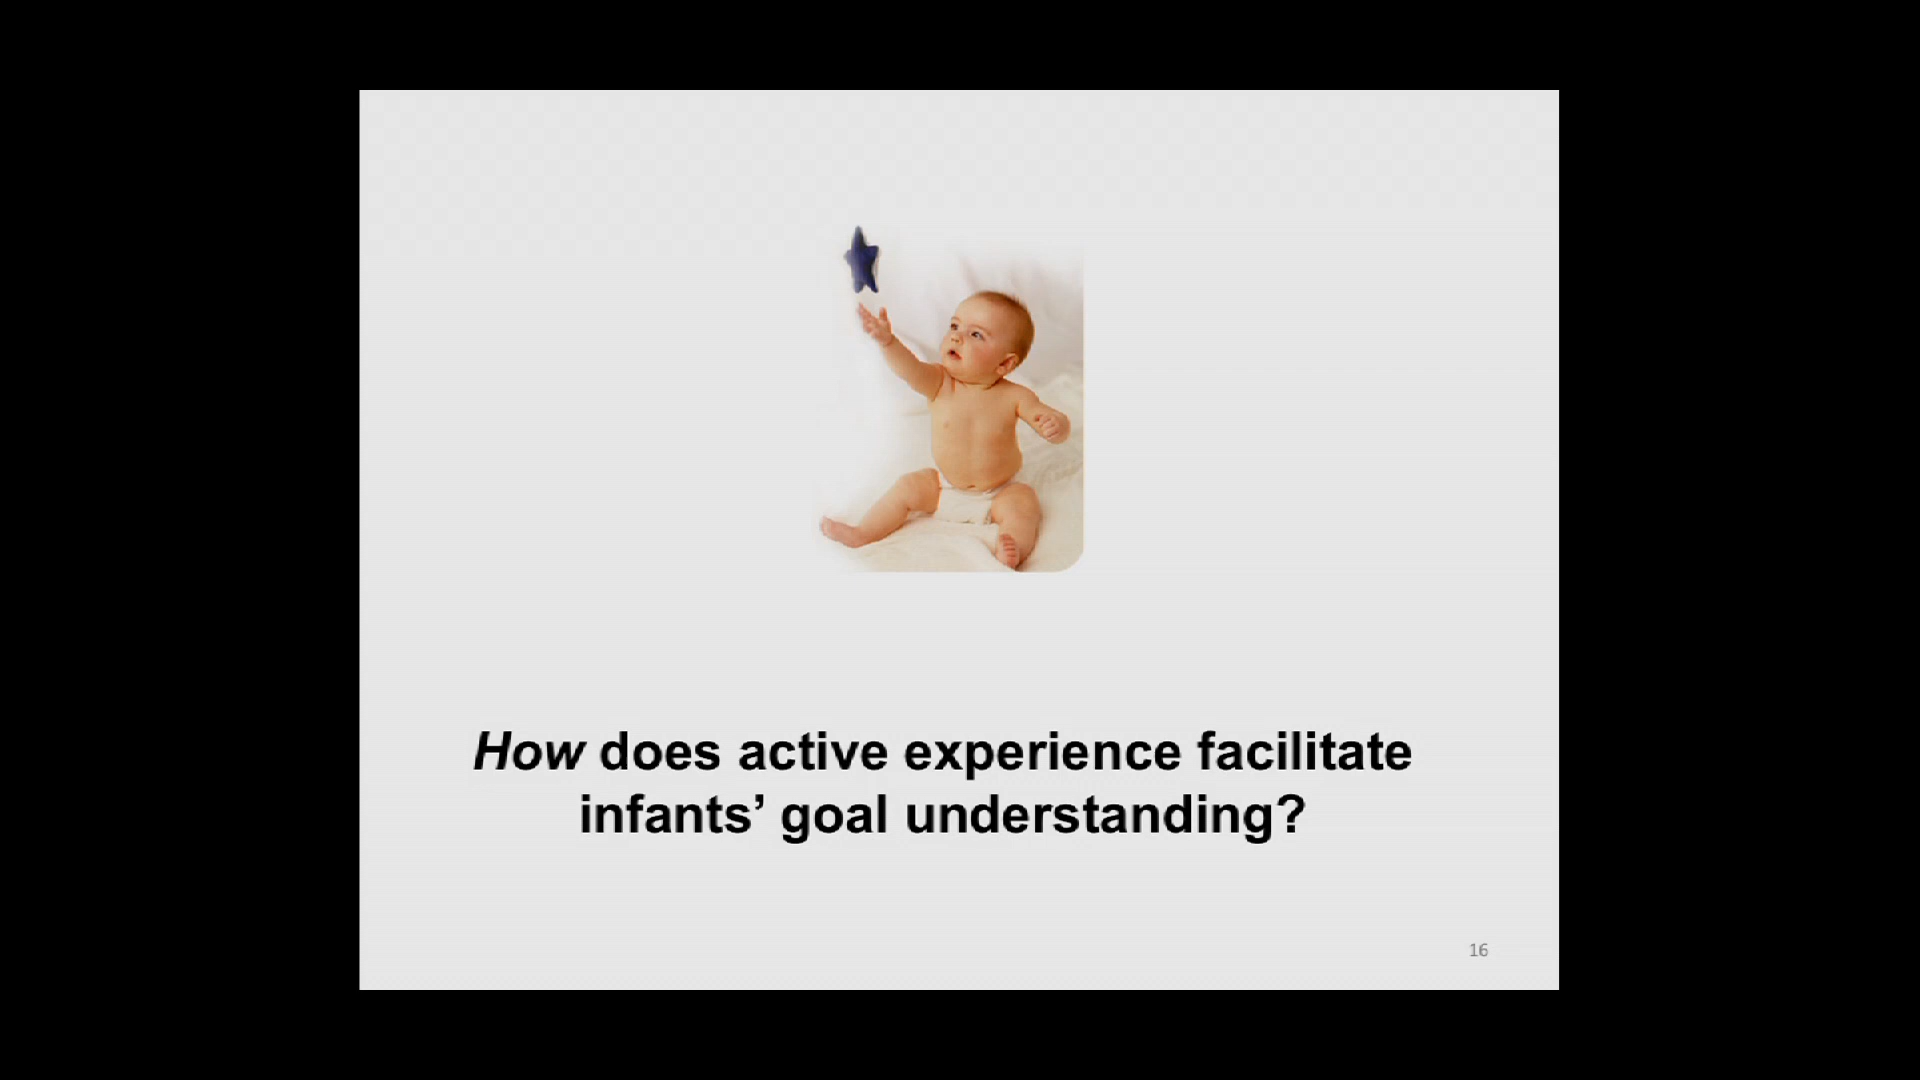 How does active experience facilitate
infants’ goal understanding?
16